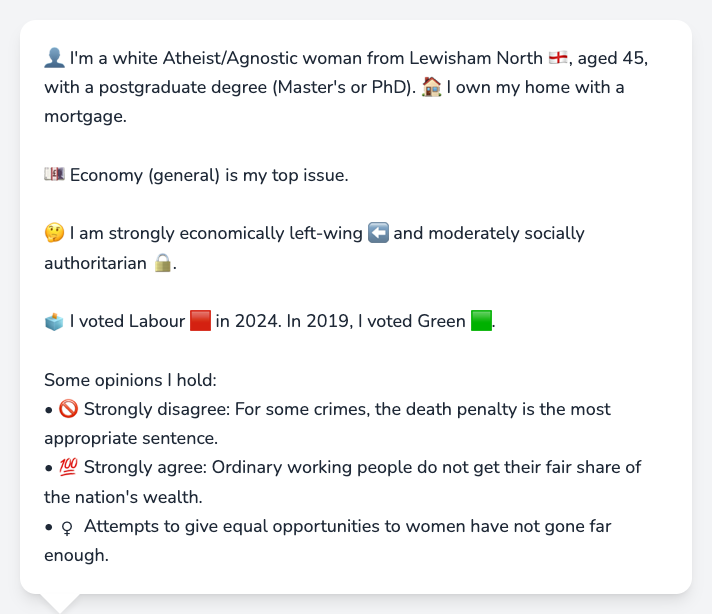 👤 I'm a white Atheist/Agnostic woman from Lewisham North 🏴󠁧󠁢󠁥󠁮󠁧󠁿, aged 45,
with a postgraduate degree (Master's or PhD). 🏠 I own my home with a
mortgage.
💷 Economy (general) is my top issue.
🤔 I am strongly economically left-wing ⬅️ and moderately socially
authoritarian 🔒.
🗳️ I voted Labour 🟥 in 2024. In 2019, I voted Green 🟩.
Some opinions I hold:
• 🚫 Strongly disagree: For some crimes, the death penalty is the most
appropriate sentence.
• 💯 Strongly agree: Ordinary working people do not get their fair share of
the nation's wealth.
• ♀ Attempts to give equal opportunities to women have not gone far
enough.